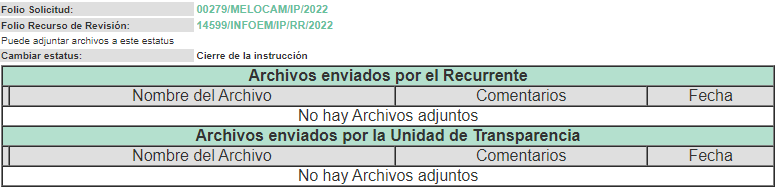 Folio Solicitud: 00279/MELOCAM/IP/2022
Folio Recurso de Revisión: 14599/INFOEM/IP/RR/2022
Puede adjuntar archivos a este estatus
Cambiar estatus: Cierre de la instrucción
Archivos enviados por el Recurrente
Nombre del Archivo Comentarios Fecha
No hay Archivos adjuntos
Archivos enviados por la Unidad de Transparencia
Nombre del Archivo Comentarios Fecha
No hay Archivos adjuntos